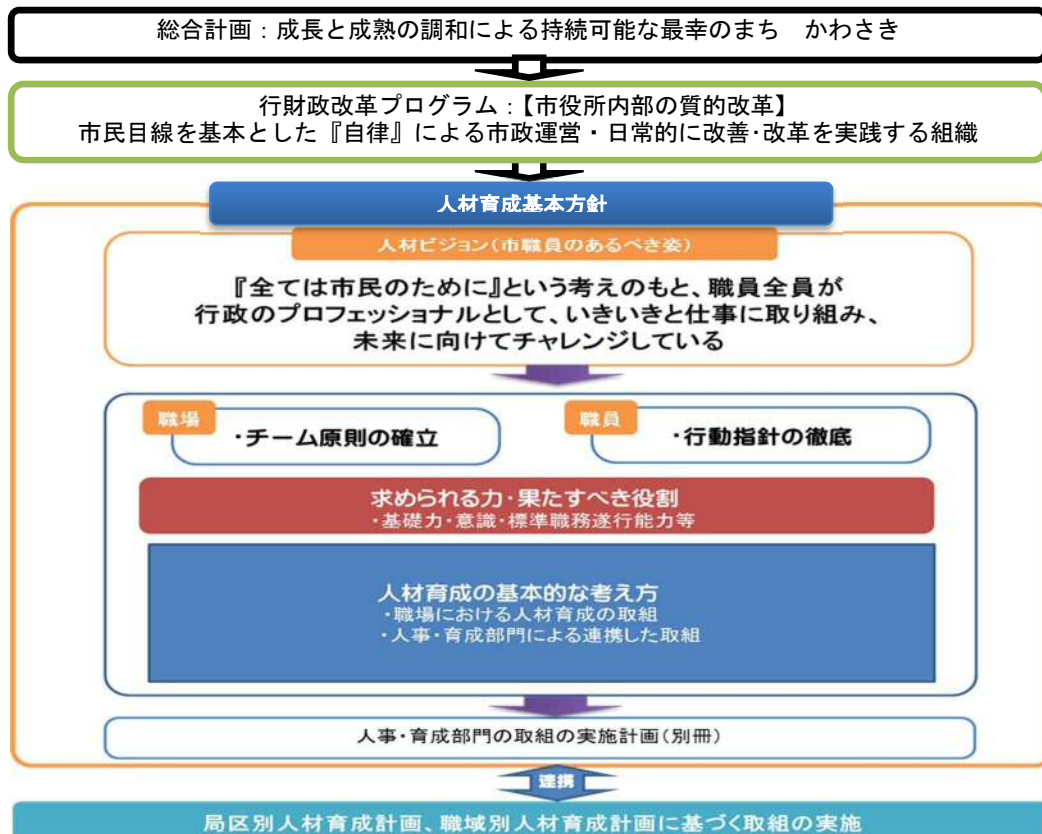 総合計画:成長と成熟の調和による持続可能な最幸のまち　かわさき
行財政改革プログラム:【市役所内部の質的改革】
市民目線を基本とした『自律』による市政運営・日常的に改善・改革を実践する組織
人材育成基本方針
人材ビジョン(市職員のあるべき姿)
『全ては市民のために』という考えのもと、職員全員が
行政のプロフェッショナルとして、いきいきと仕事に取り組み、
未来に向けてチャレンジしている
職場
・チーム原則の確立
職員
・行動指針の徹底
求められる力・果たすべき役割
・基礎力・意識・標準職務遂行能力等
人材育成の基本的な考え方
・職場における人材育成の取組
・人事・育成部門による連携した取組
人事・育成部門の取組の実施計画(別冊)
連携
局区別人材育成計画、職域別人材育成計画に基づく取組の実施